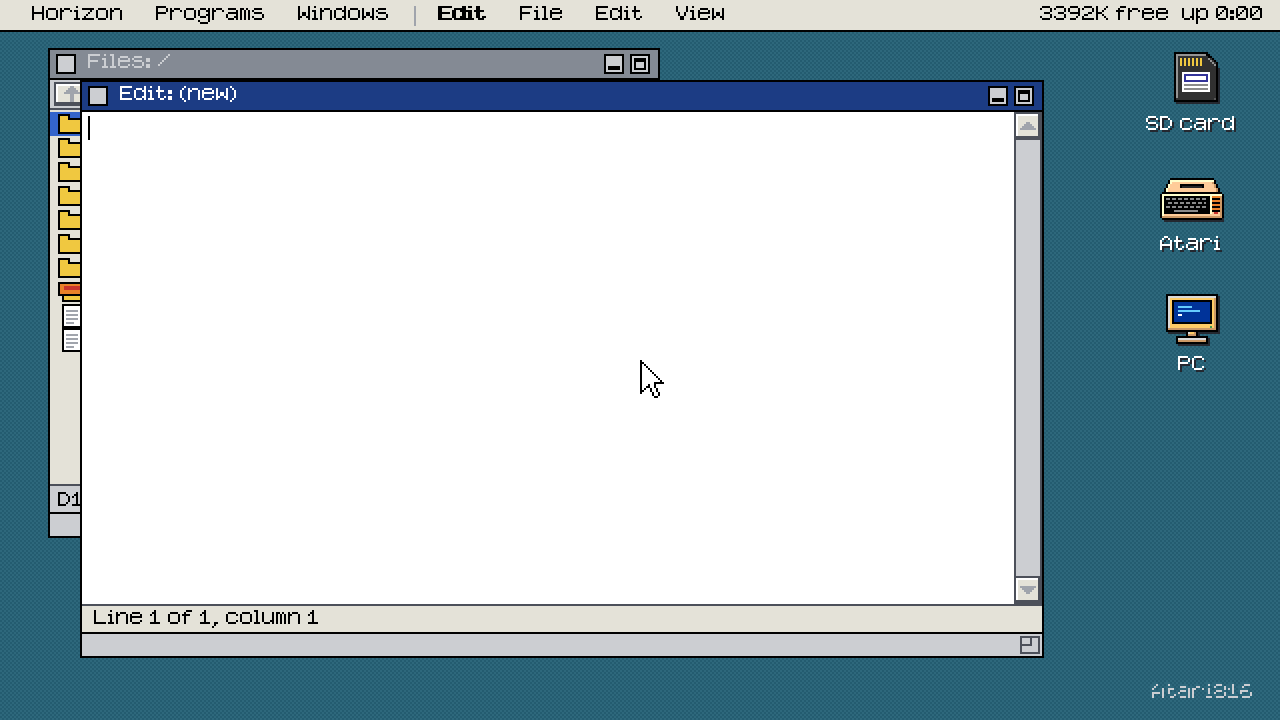 Horizon Programs Windows | Edit File Edit View 3392K free up 0:00
Files: /
Edit: (new)
SD card
Atari
PC
D1
Line 1 of 1, column 1
Atari816